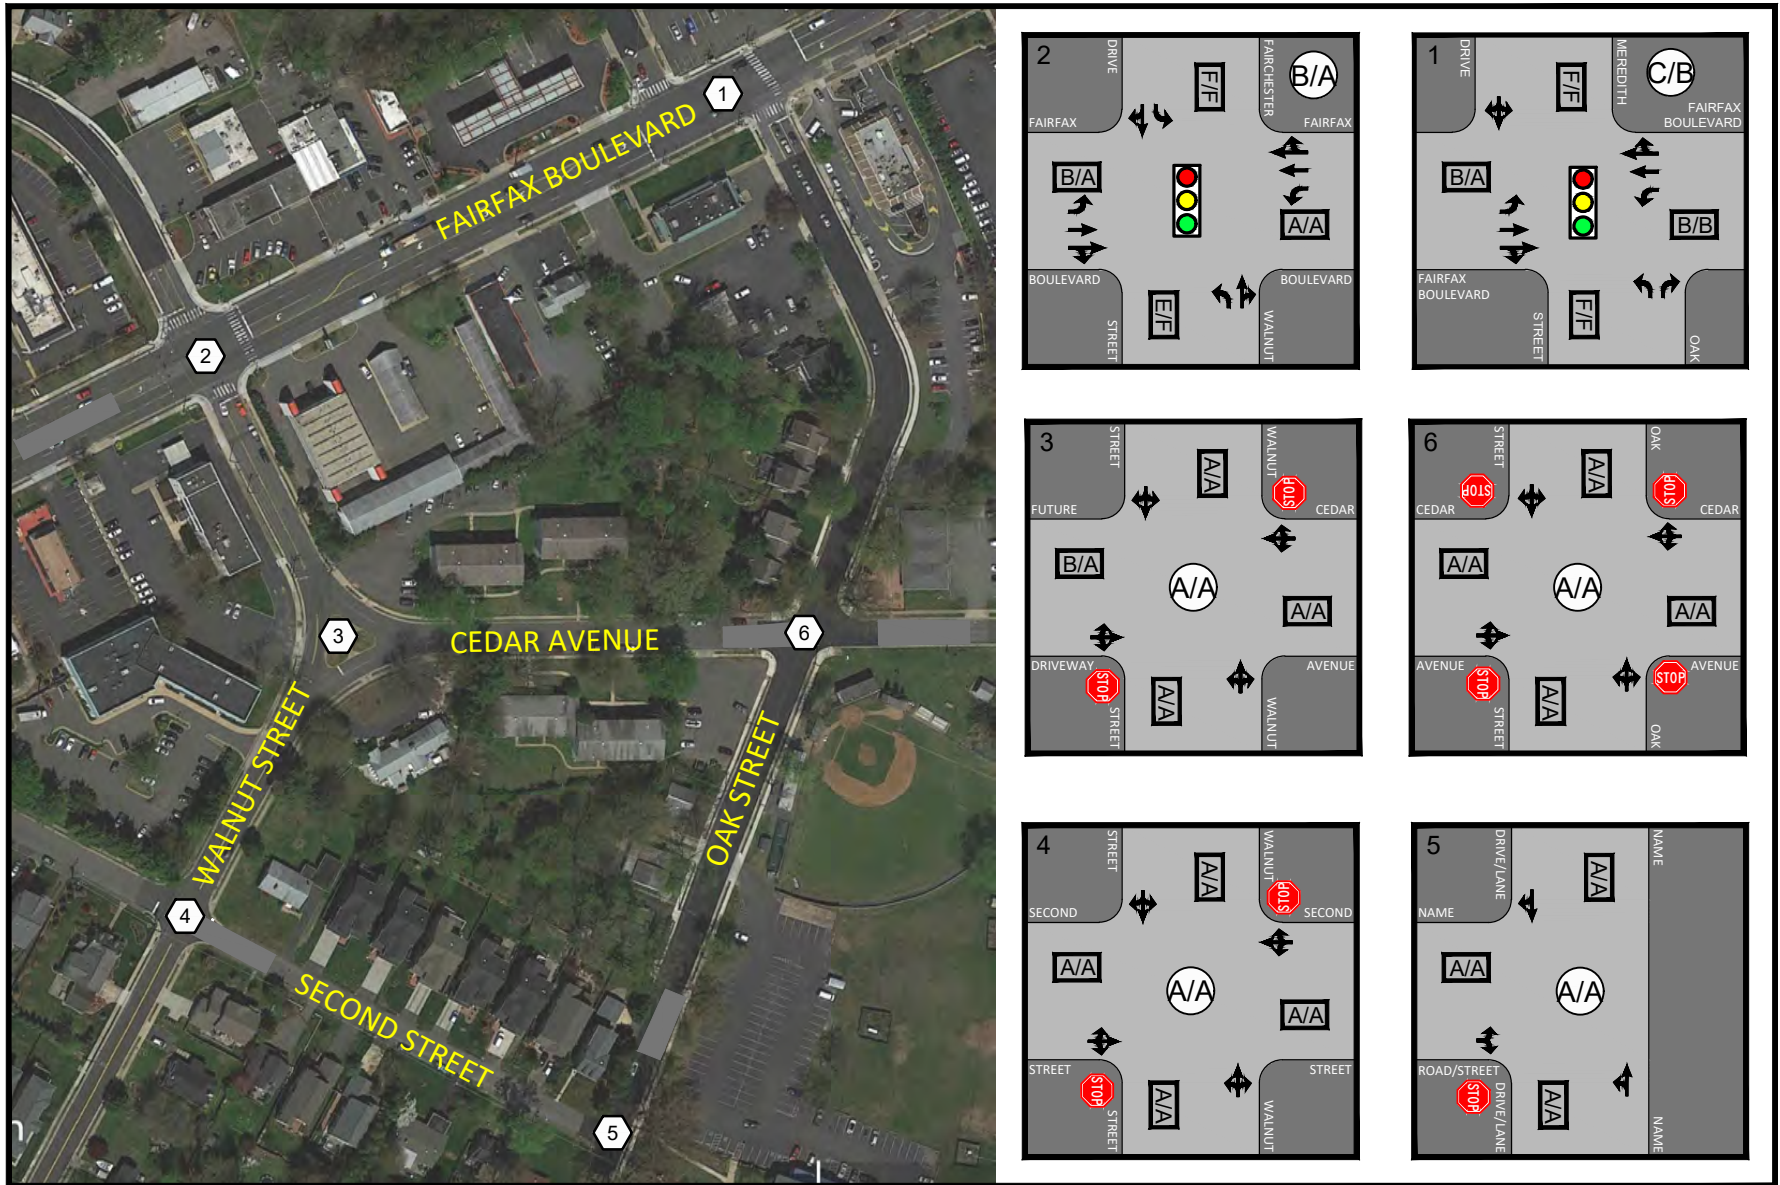 1
FAIRFAX BOULEVARD
2
3
CEDAR AVENUE
6
WALNUT STREET
OAK STREET
4
SECOND STREET
5
2
DRIVE
F/F
FAIRCHESTER
B/A
FAIRFAX
FAIRFAX
B/A
A/A
BOULEVARD
BOULEVARD
STREET
E/F
WALNUT
1
DRIVE
F/F
MEREDITH
C/B
FAIRFAX
BOULEVARD
B/A
B/B
FAIRFAX
BOULEVARD
STREET
F/F
OAK
3
STREET
A/A
WALNUT
STOP
FUTURE
CEDAR
B/A
A/A
A/A
DRIVEWAY
AVENUE
STOP
STREET
A/A
WALNUT
6
STREET
A/A
OAK
STOP
STOP
CEDAR
CEDAR
A/A
A/A
A/A
AVENUE
AVENUE
STOP
STOP
STREET
A/A
OAK
4
STREET
A/A
WALNUT
STOP
SECOND
SECOND
A/A
A/A
A/A
STREET
STREET
STOP
STREET
A/A
WALNUT
5
DRIVE/LANE
A/A
NAME
NAME
A/A
A/A
ROAD/STREET
STOP
DRIVE/LANE
A/A
NAME